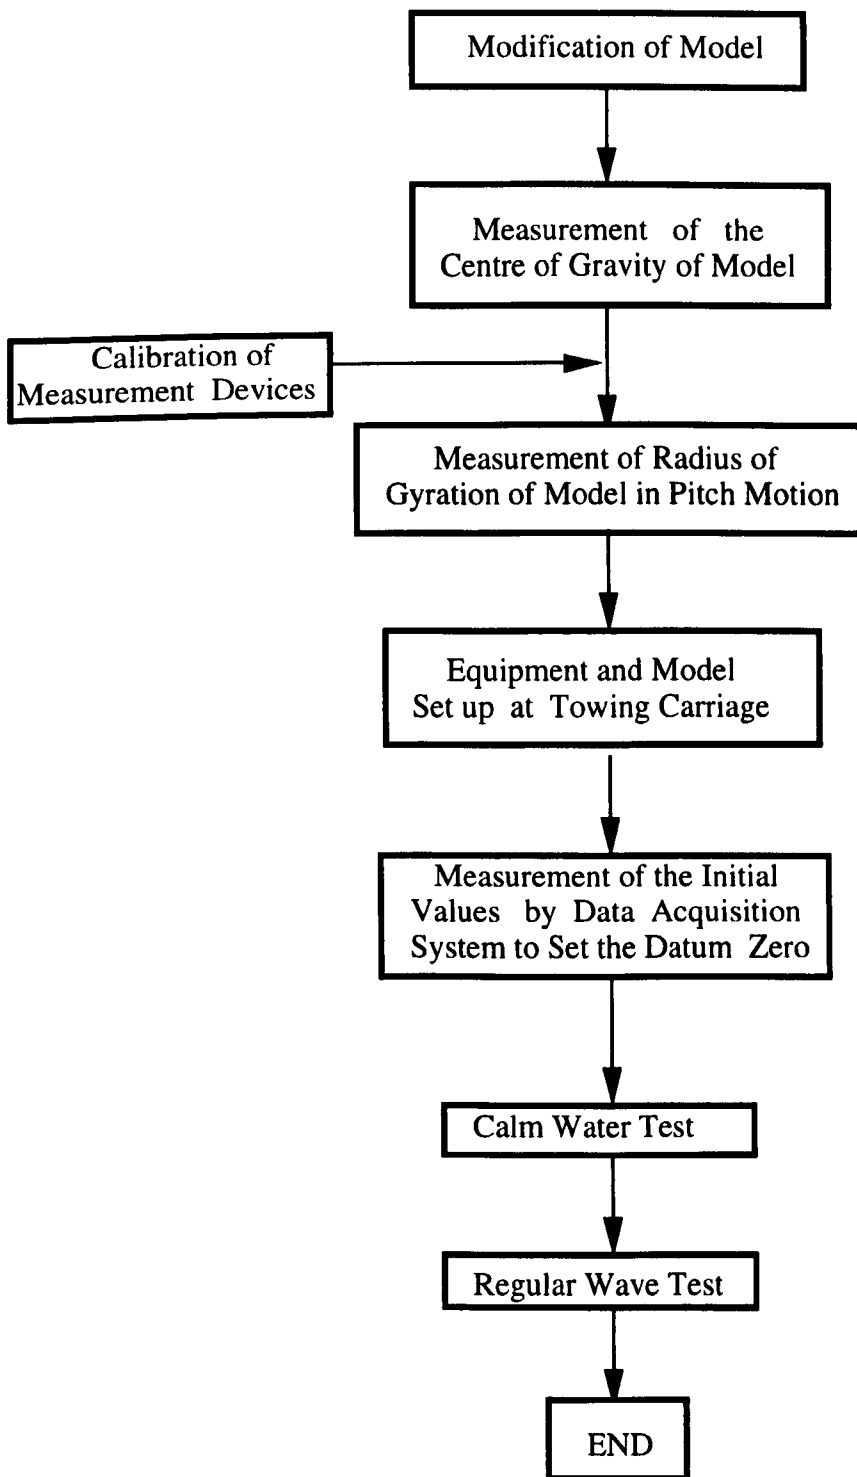 Modification of Model
Measurement of the
Centre of Gravity of Model
Calibration of
Measurement Devices
Measurement of Radius of
Gyration of Model in Pitch Motion
Equipment and Model
Set up at Towing Carriage
Measurement of the Initial
Values by Data Acquisition
System to Set the Datum Zero
Calm Water Test
Regular Wave Test
END